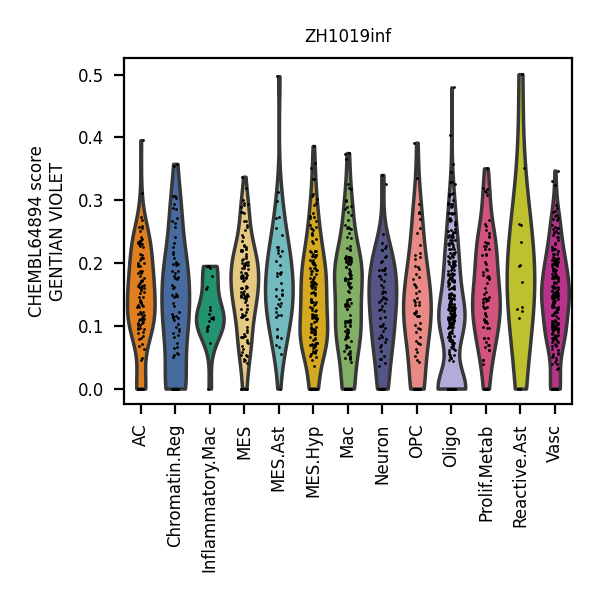 ZH1019inf
CHEMBL64894 score
GENTIAN VIOLET
0.5
0.4
0.3
0.2
0.1
0.0
AC
Chromatin.Reg
Inflammatory.Mac
MES
MES.Ast
MES.Hyp
Mac
Neuron
OPC
Oligo
Prolif.Metab
Reactive.Ast
Vasc